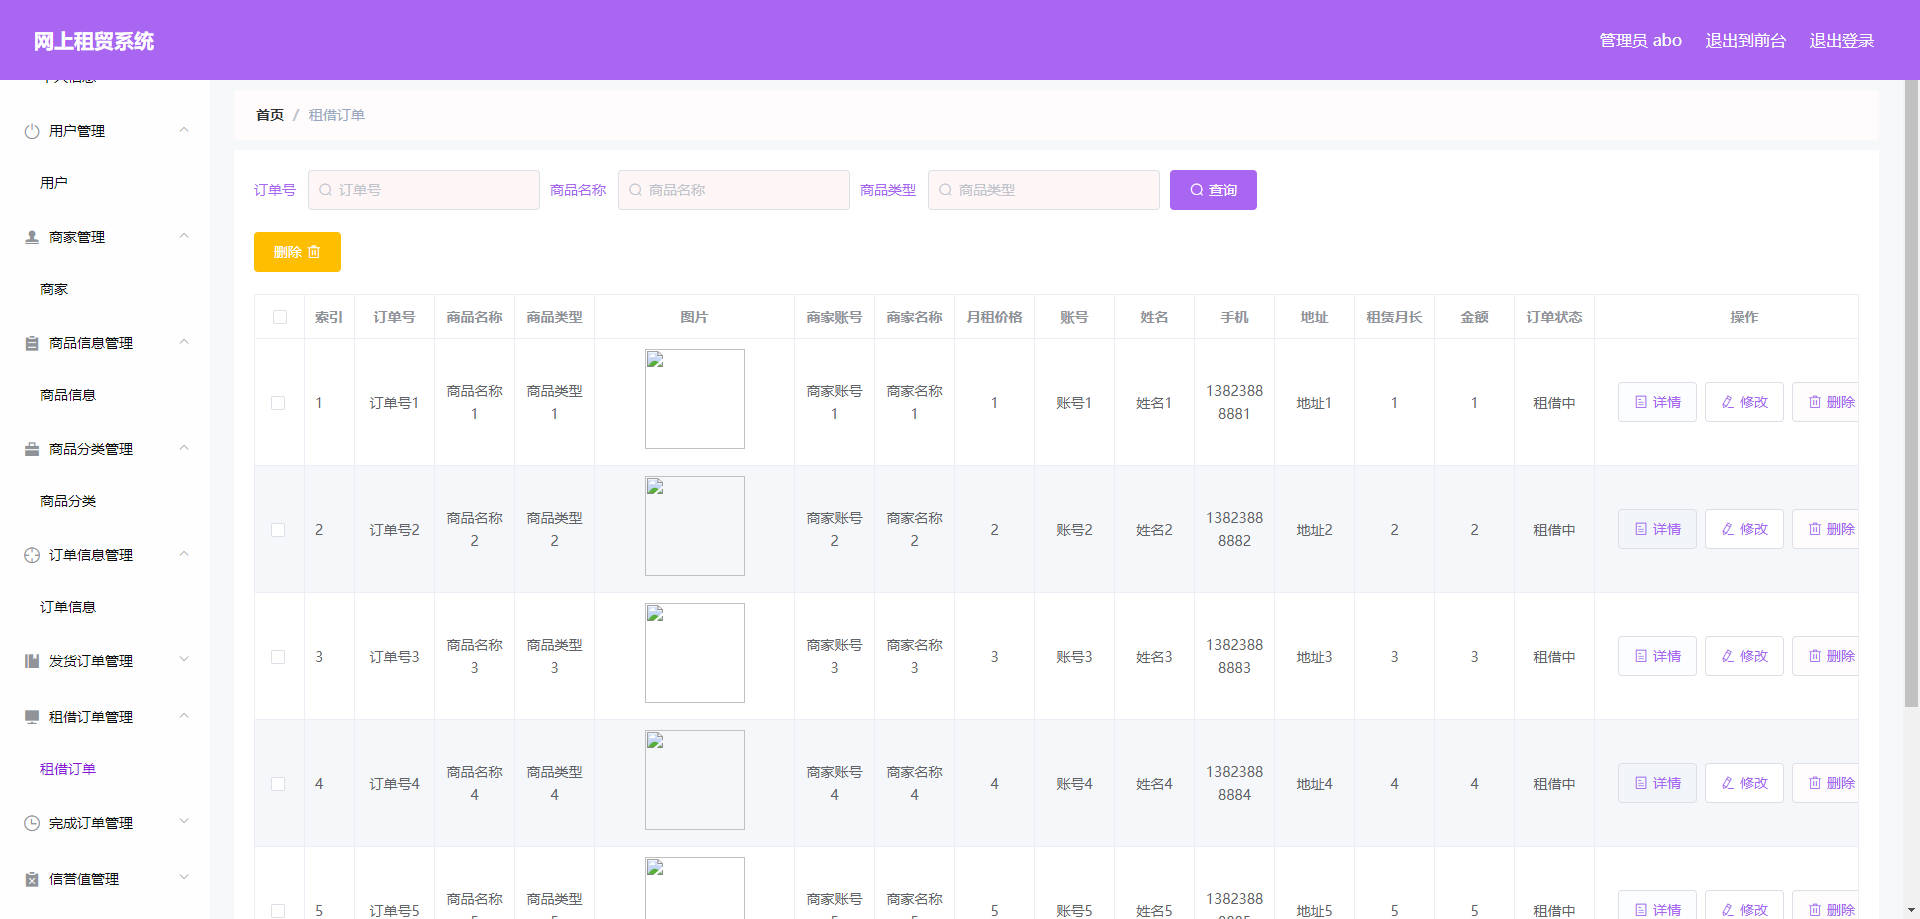 网上租贸系统
管理员 abo 退出到前台 退出登录
个人信息
用户管理
用户
商家管理
商家
商品信息管理
商品信息
商品分类管理
商品分类
订单信息管理
订单信息
发货订单管理
租借订单管理
租借订单
完成订单管理
信誉值管理
首页 / 租借订单
订单号 订单号 商品名称 商品名称 商品类型 商品类型 查询
删除
索引 订单号 商品名称 商品类型 图片 商家账号 商家名称 月租价格 账号 姓名 手机 地址 租赁月长 金额 订单状态 操作
1 订单号1 商品名称1 商品类型1 商家账号1 商家名称1 1 账号1 姓名1 13823888881 地址1 1 1 租借中 详情 修改 删除
2 订单号2 商品名称2 商品类型2 商家账号2 商家名称2 2 账号2 姓名2 13823888882 地址2 2 2 租借中 详情 修改 删除
3 订单号3 商品名称3 商品类型3 商家账号3 商家名称3 3 账号3 姓名3 13823888883 地址3 3 3 租借中 详情 修改 删除
4 订单号4 商品名称4 商品类型4 商家账号4 商家名称4 4 账号4 姓名4 13823888884 地址4 4 4 租借中 详情 修改 删除
5 订单号5 商品名称5 商品类型5 商家账号5 商家名称5 5 账号5 姓名5 13823888885 地址5 5 5 租借中 详情 修改 删除